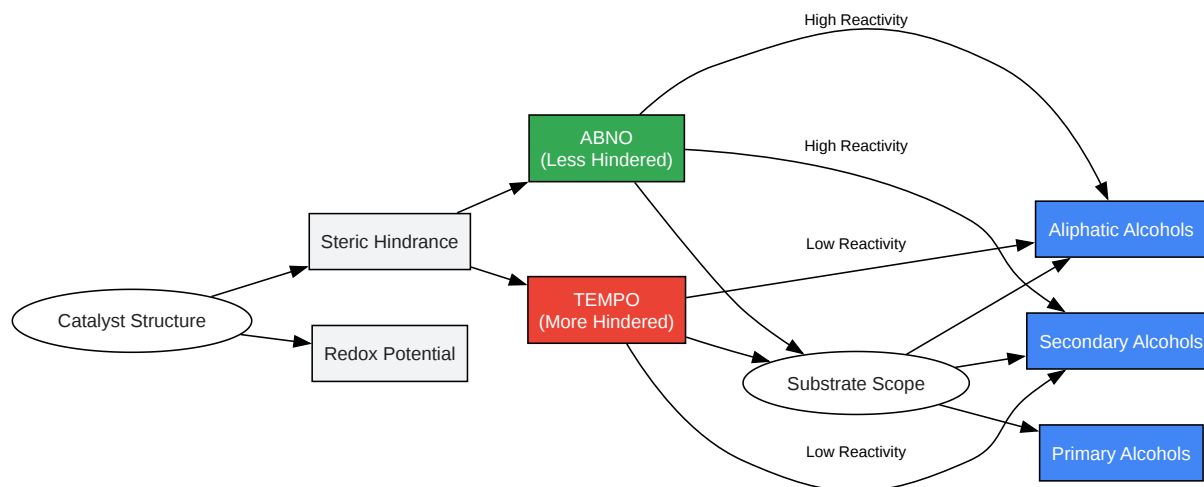 High Reactivity
ABNO
(Less Hindered)
High Reactivity
Steric Hindrance
Aliphatic Alcohols
Low Reactivity
Catalyst Structure
TEMPO
(More Hindered)
Redox Potential
Secondary Alcohols
Substrate Scope
Low Reactivity
Primary Alcohols